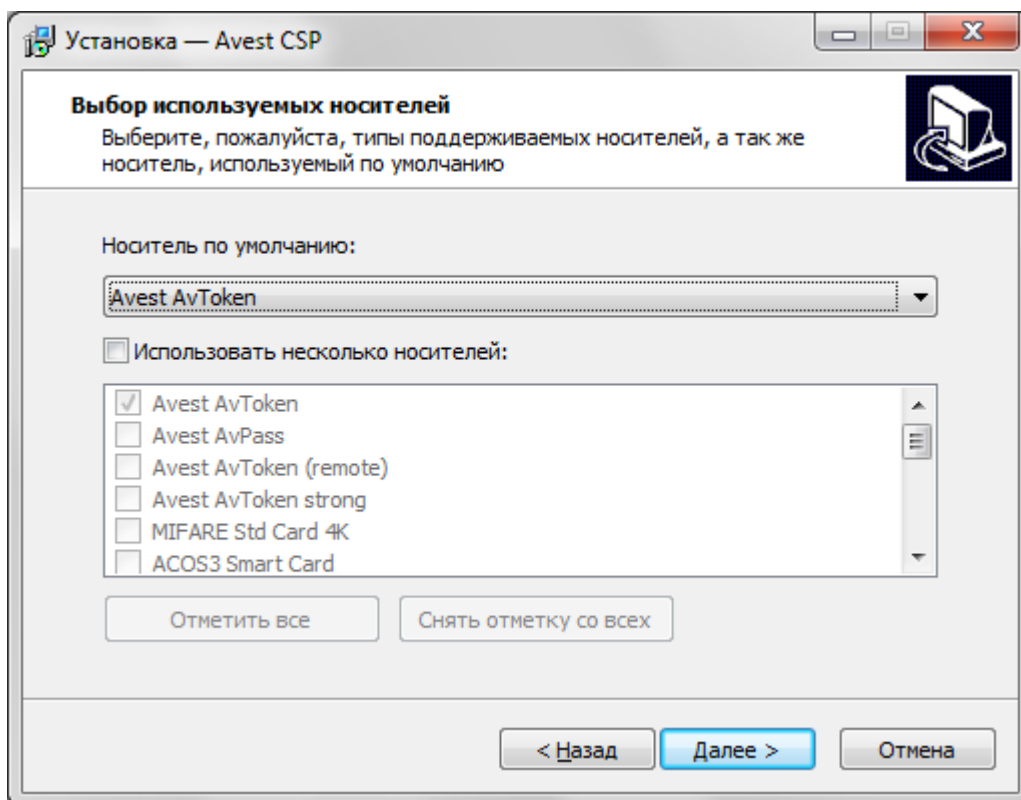 Установка — Avest CSP
Выбор используемых носителей
Выберите, пожалуйста, типы поддерживаемых носителей, а так же
носитель, используемый по умолчанию
Носитель по умолчанию:
Avest AvToken
Использовать несколько носителей:
Avest AvToken
Avest AvPass
Avest AvToken (remote)
Avest AvToken strong
MIFARE Std Card 4K
ACOS3 Smart Card
Отметить все
Снять отметку со всех
< Назад
Далее >
Отмена